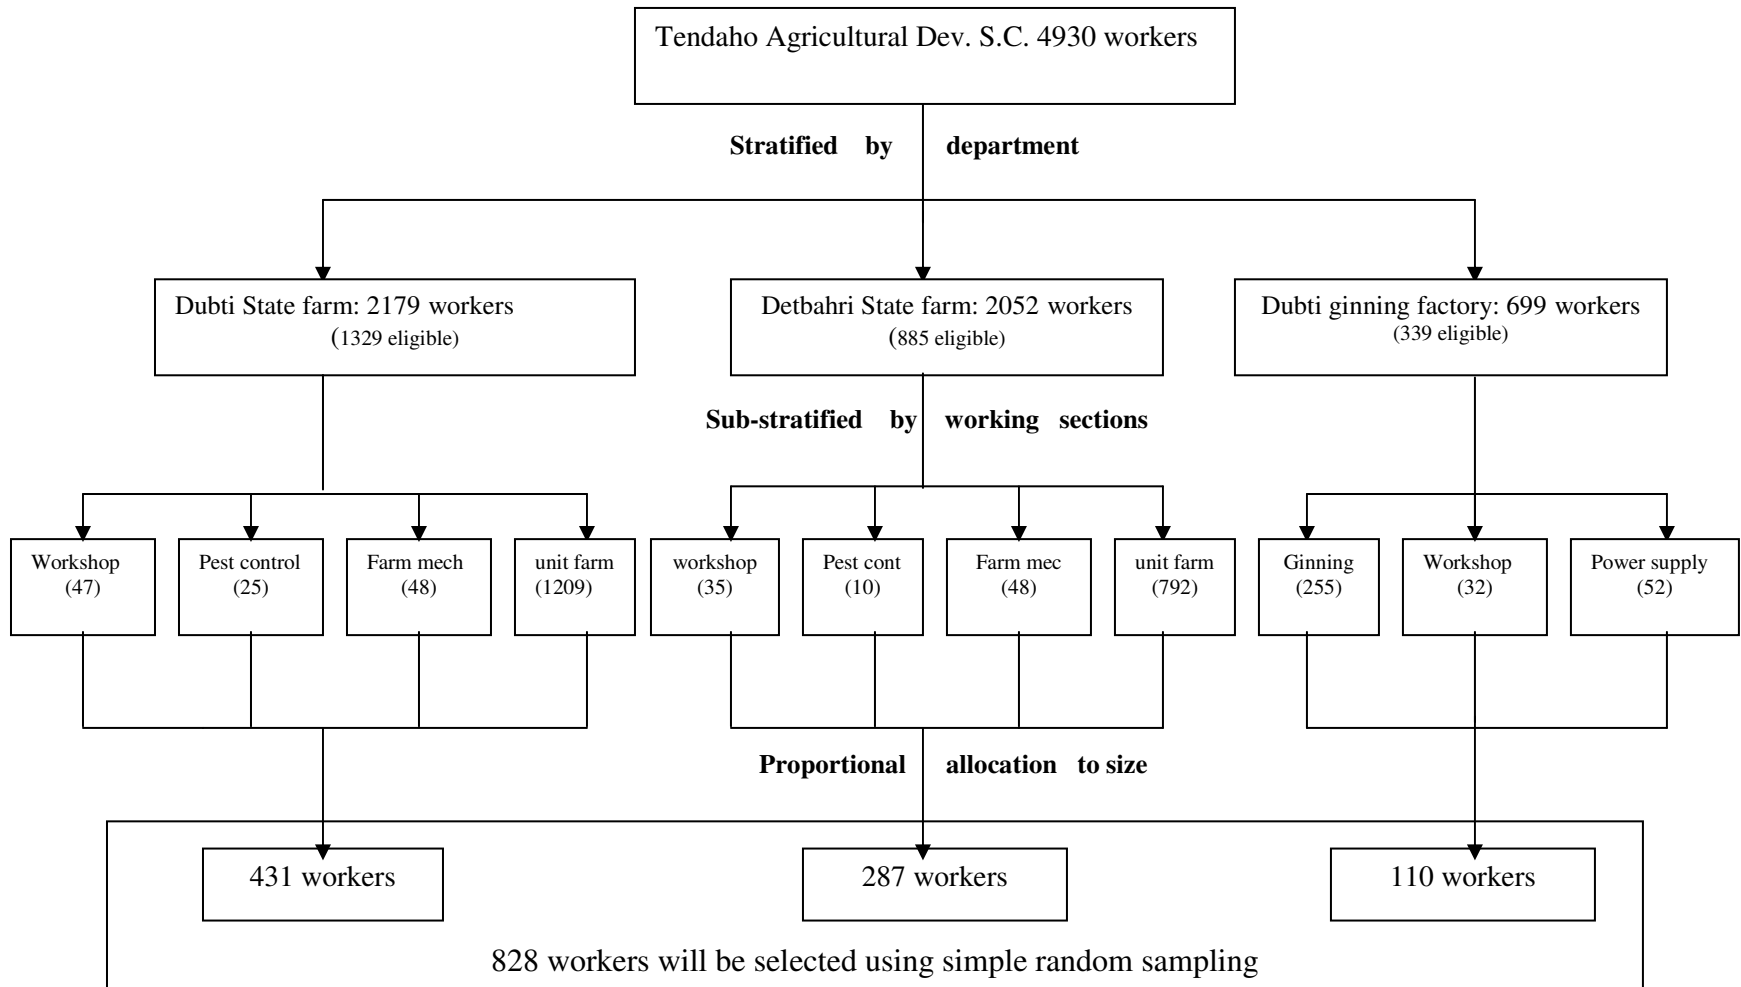 Tendaho Agricultural Dev. S.C. 4930 workers
Stratified by department
Dubti State farm: 2179 workers
(1329 eligible)
Detbahri State farm: 2052 workers
(885 eligible)
Dubti ginning factory: 699 workers
(339 eligible)
Sub-stratified by working sections
Workshop
(47)
Pest control
(25)
Farm mech
(48)
unit farm
(1209)
workshop
(35)
Pest cont
(10)
Farm mec
(48)
unit farm
(792)
Ginning
(255)
Workshop
(32)
Power supply
(52)
Proportional allocation to size
431 workers
287 workers
110 workers
828 workers will be selected using simple random sampling